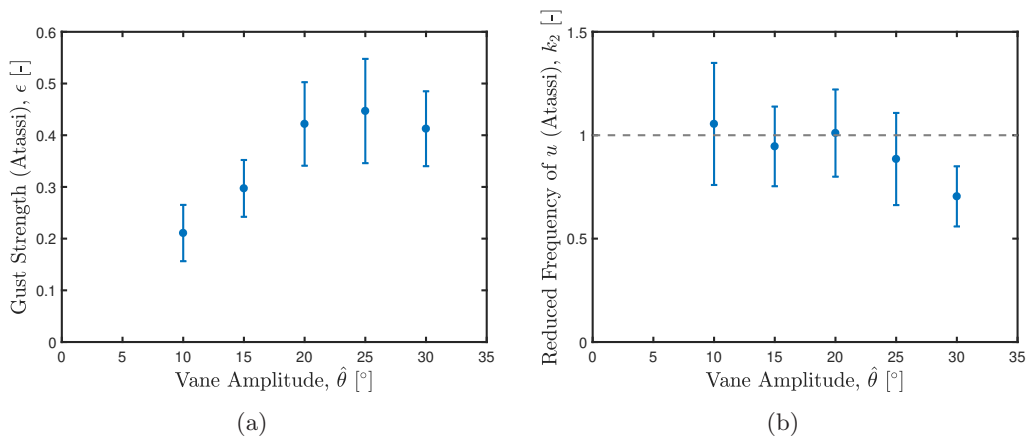 Gust Strength (Atassi), ϵ [-]
0.6
0.5
0.4
0.3
0.2
0.1
0
0 5 10 15 20 25 30 35
Vane Amplitude, θ̂ [°]
(a)
Reduced Frequency of u (Atassi), k₂ [-]
1.5
1
0.5
0
0 5 10 15 20 25 30 35
Vane Amplitude, θ̂ [°]
(b)